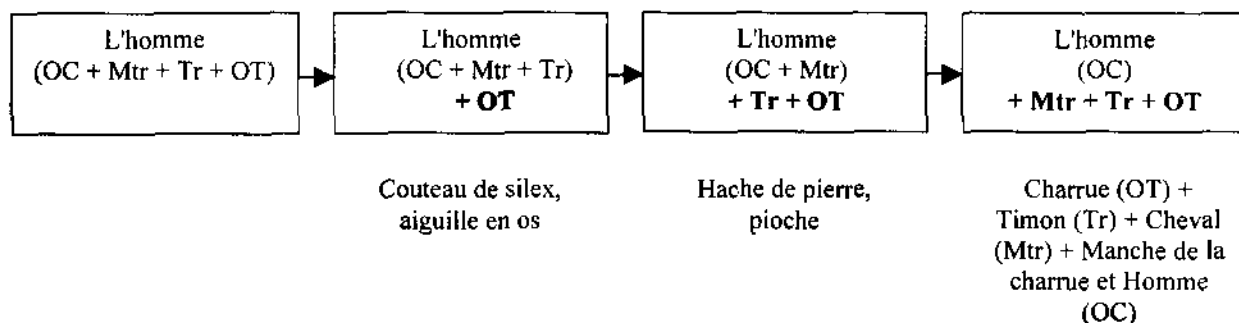 L'homme
(OC + Mtr + Tr + OT)
L'homme
(OC + Mtr + Tr)
+ OT
L'homme
(OC + Mtr)
+ Tr + OT
L'homme
(OC)
+ Mtr + Tr + OT
Couteau de silex,
aiguille en os
Hache de pierre,
pioche
Charrue (OT) +
Timon (Tr) + Cheval
(Mtr) + Manche de la
charrue et Homme
(OC)